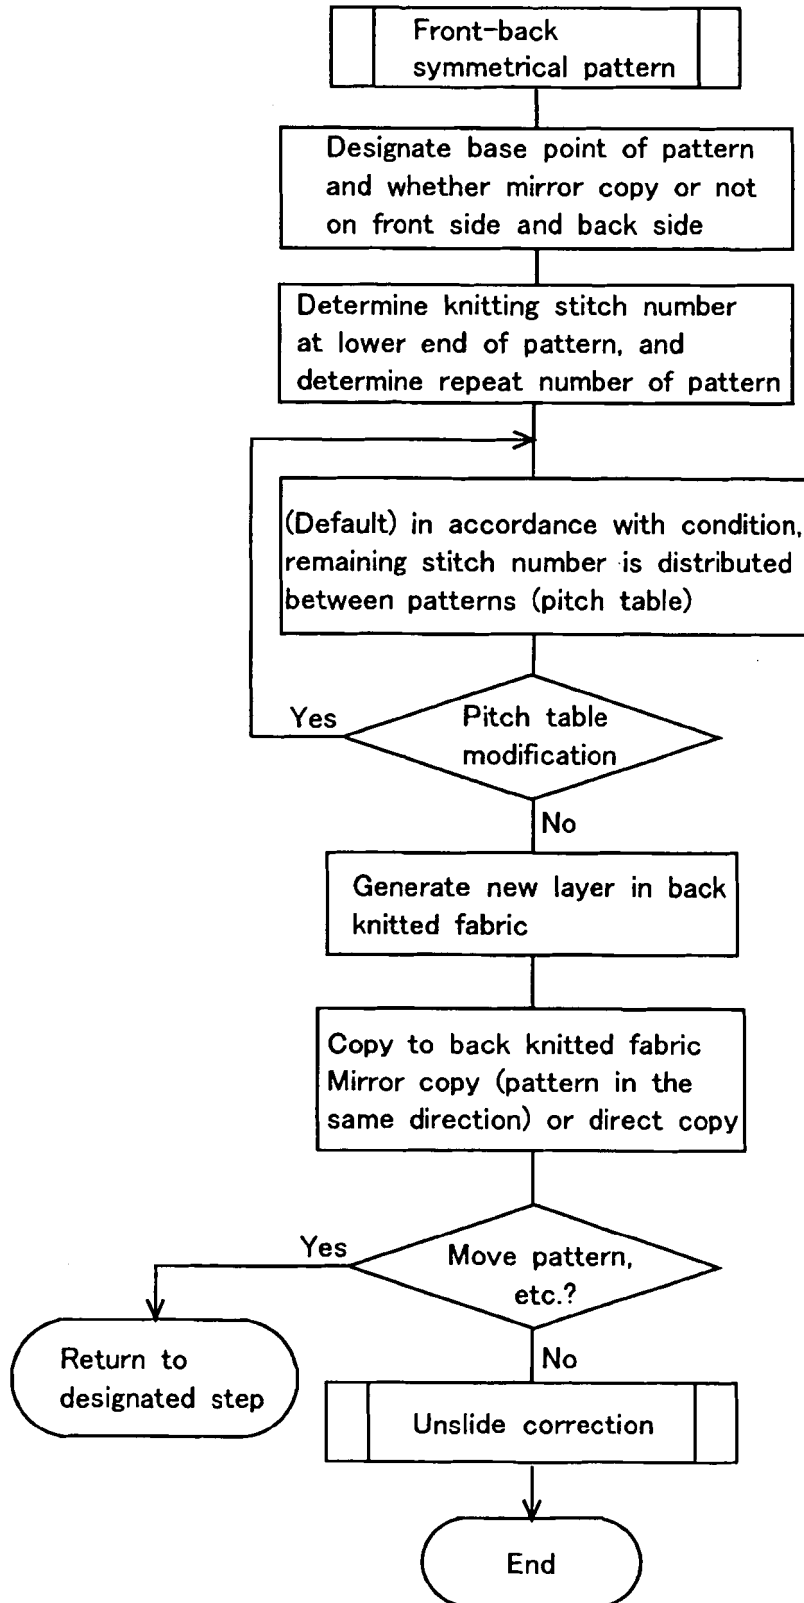 Front-back
symmetrical pattern
Designate base point of pattern
and whether mirror copy or not
on front side and back side
Determine knitting stitch number
at lower end of pattern, and
determine repeat number of pattern
(Default) in accordance with condition,
remaining stitch number is distributed
between patterns (pitch table)
Yes
Pitch table
modification
No
Generate new layer in back
knitted fabric
Copy to back knitted fabric
Mirror copy (pattern in the
same direction) or direct copy
Yes
Move pattern,
etc.?
No
Return to
designated step
Unslide correction
End